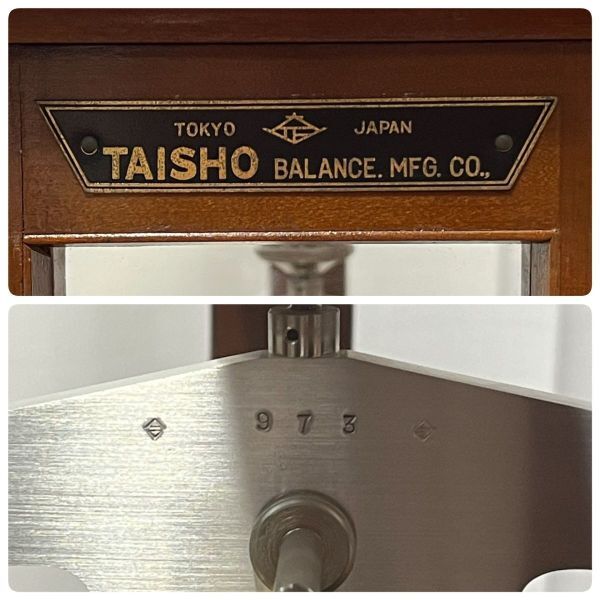 TOKYO JAPAN
TAISHO BALANCE. MFG. CO.,
973